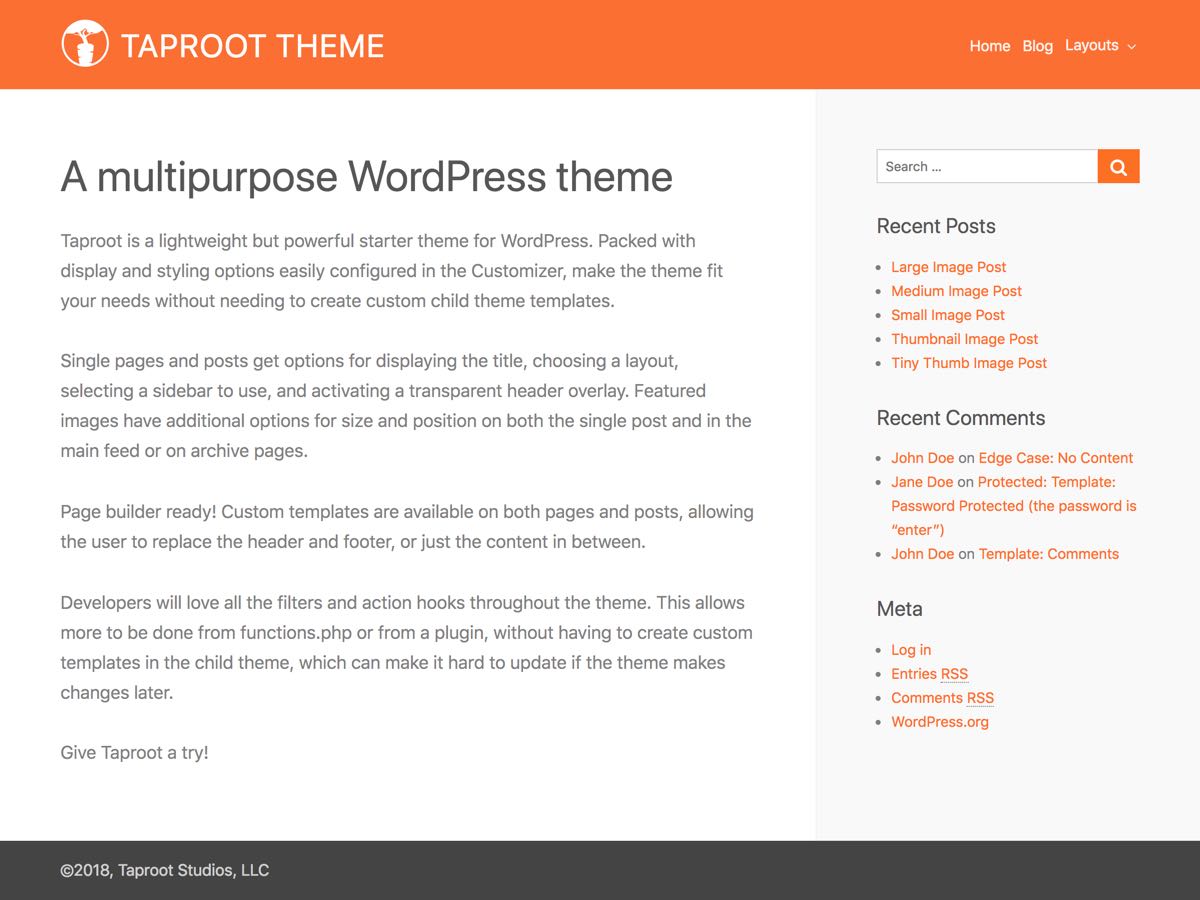 TAPROOT THEME
Home Blog Layouts
A multipurpose WordPress theme
Taproot is a lightweight but powerful starter theme for WordPress. Packed with
display and styling options easily configured in the Customizer, make the theme fit
your needs without needing to create custom child theme templates.
Single pages and posts get options for displaying the title, choosing a layout,
selecting a sidebar to use, and activating a transparent header overlay. Featured
images have additional options for size and position on both the single post and in the
main feed or on archive pages.
Page builder ready! Custom templates are available on both pages and posts, allowing
the user to replace the header and footer, or just the content in between.
Developers will love all the filters and action hooks throughout the theme. This allows
more to be done from functions.php or from a plugin, without having to create custom
templates in the child theme, which can make it hard to update if the theme makes
changes later.
Give Taproot a try!
Search ...
Recent Posts
Large Image Post
Medium Image Post
Small Image Post
Thumbnail Image Post
Tiny Thumb Image Post
Recent Comments
John Doe on Edge Case: No Content
Jane Doe on Protected: Template:
Password Protected (the password is
“enter”)
John Doe on Template: Comments
Meta
Log in
Entries RSS
Comments RSS
WordPress.org
©2018, Taproot Studios, LLC